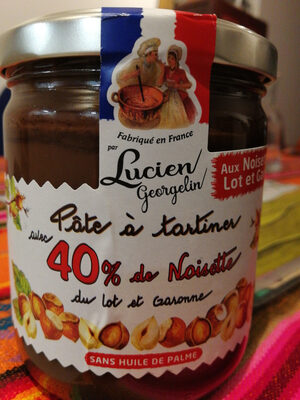 Fabriqué en France
par
Lucien
Georgelin
Aux Noise
Lot et Ga
Pâte à tartiner
avec
40% de Noisette
du lot et Garonne
SANS HUILE DE PALME